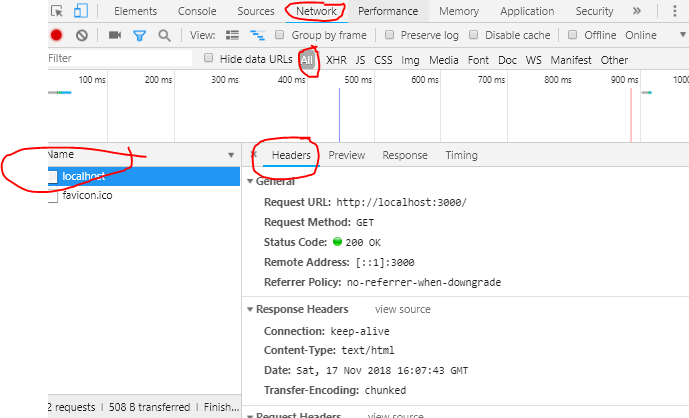 Elements Console Sources Network Performance Memory Application Security »
View: Group by frame Preserve log Disable cache Offline Online
Filter Hide data URLs All XHR JS CSS Img Media Font Doc WS Manifest Other
100 ms 200 ms 300 ms 400 ms 500 ms 600 ms 700 ms 800 ms 900 ms
Name × Headers Preview Response Timing
localhost
favicon.ico
General
Request URL: http://localhost:3000/
Request Method: GET
Status Code: 200 OK
Remote Address: [::1]:3000
Referrer Policy: no-referrer-when-downgrade
Response Headers view source
Connection: keep-alive
Content-Type: text/html
Date: Sat, 17 Nov 2018 16:07:43 GMT
Transfer-Encoding: chunked
2 requests | 508 B transferred | Finish...
Request Headers view source